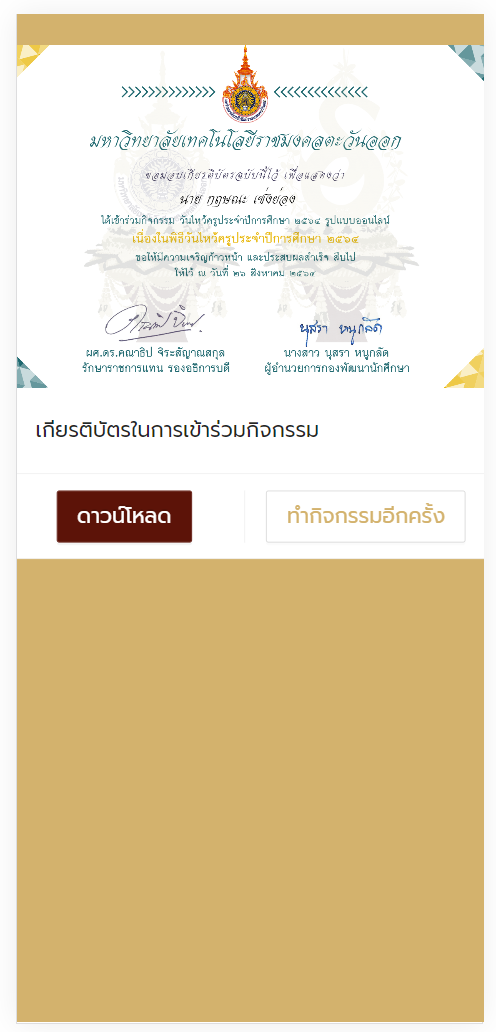 มหาวิทยาลัยเทคโนโลยีราชมงคลตะวันออก
ขอมอบเกียรติบัตรฉบับนี้ไว้ เพื่อแสดงว่า
นาย กฤษณะ เซ่งย่อง
ได้เข้าร่วมกิจกรรม วันไหว้ครูประจำปีการศึกษา ๒๕๖๔ รูปแบบออนไลน์
เนื่องในพิธีวันไหว้ครูประจำปีการศึกษา ๒๕๖๔
ขอให้มีความเจริญก้าวหน้า และประสบผลสำเร็จ สืบไป
ให้ไว้ ณ วันที่ ๒๖ สิงหาคม ๒๕๖๗
นุสรา หนูกลัด
ผศ.ดร.คณาธิป จิระสัญาณสกุล นางสาว นุสรา หนูกลัด
รักษาราชการแทน รองอธิการบดี ผู้อำนวยการกองพัฒนานักศึกษา
เกียรติบัตรในการเข้าร่วมกิจกรรม
ดาวน์โหลด ทำกิจกรรมอีกครั้ง